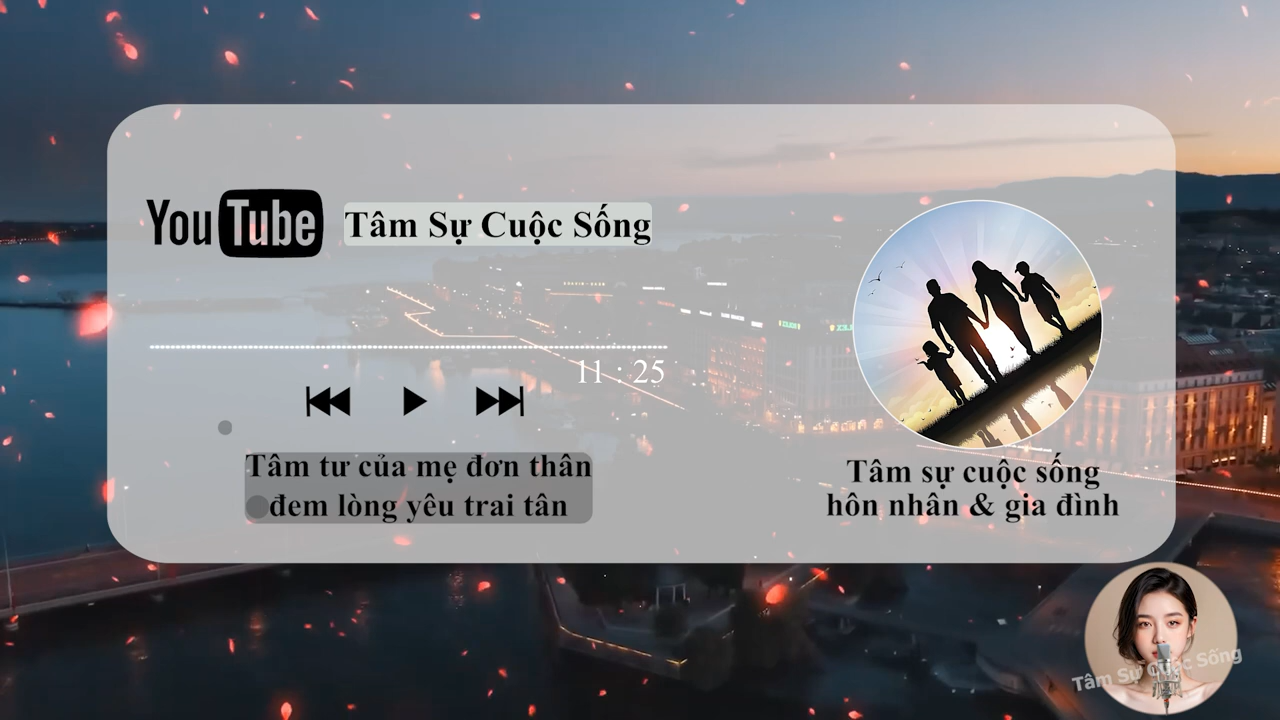 YouTube
Tâm Sự Cuộc Sống
11 : 25
Tâm tư của mẹ đơn thân
đem lòng yêu trai tân
Tâm sự cuộc sống
hôn nhân & gia đình
Tâm Sự Cuộc Sống